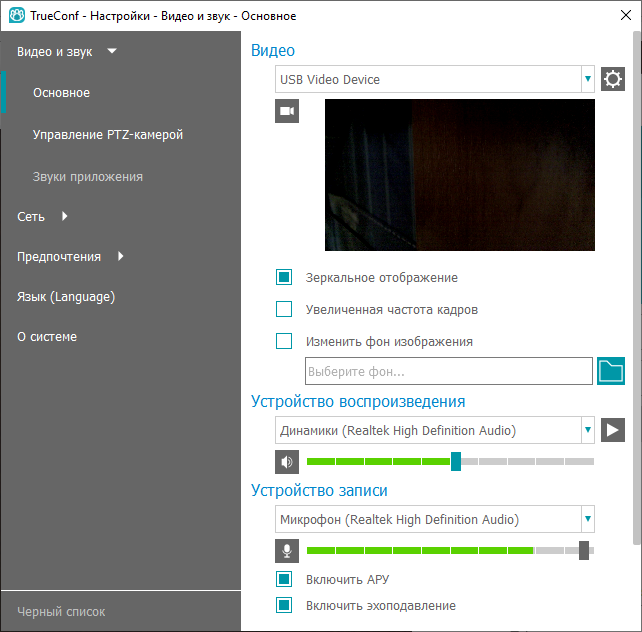 TrueConf - Настройки - Видео и звук - Основное
Видео и звук
Основное
Управление PTZ-камерой
Звуки приложения
Сеть
Предпочтения
Язык (Language)
О системе
Черный список
Видео
USB Video Device
Зеркальное отображение
Увеличенная частота кадров
Изменить фон изображения
Выберите фон...
Устройство воспроизведения
Динамики (Realtek High Definition Audio)
Устройство записи
Микрофон (Realtek High Definition Audio)
Включить АРУ
Включить эхоподавление